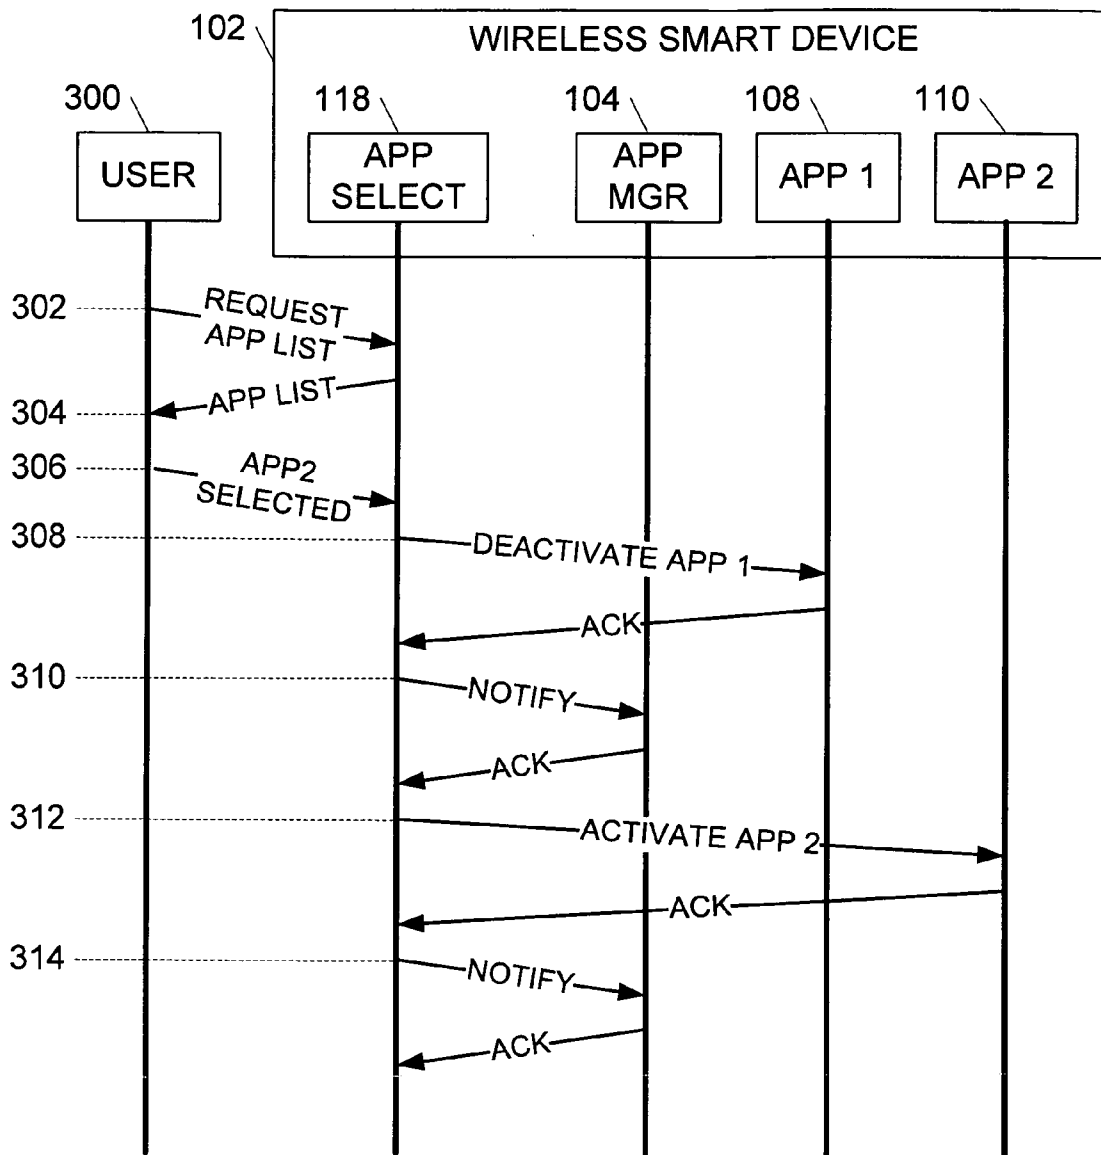 102
WIRELESS SMART DEVICE
300
118
104
108
110
USER
APP
SELECT
APP
MGR
APP 1
APP 2
302
REQUEST
APP LIST
APP LIST
304
306
APP2
SELECTED
308
DEACTIVATE APP 1
ACK
310
NOTIFY
ACK
312
ACTIVATE APP 2
ACK
314
NOTIFY
ACK